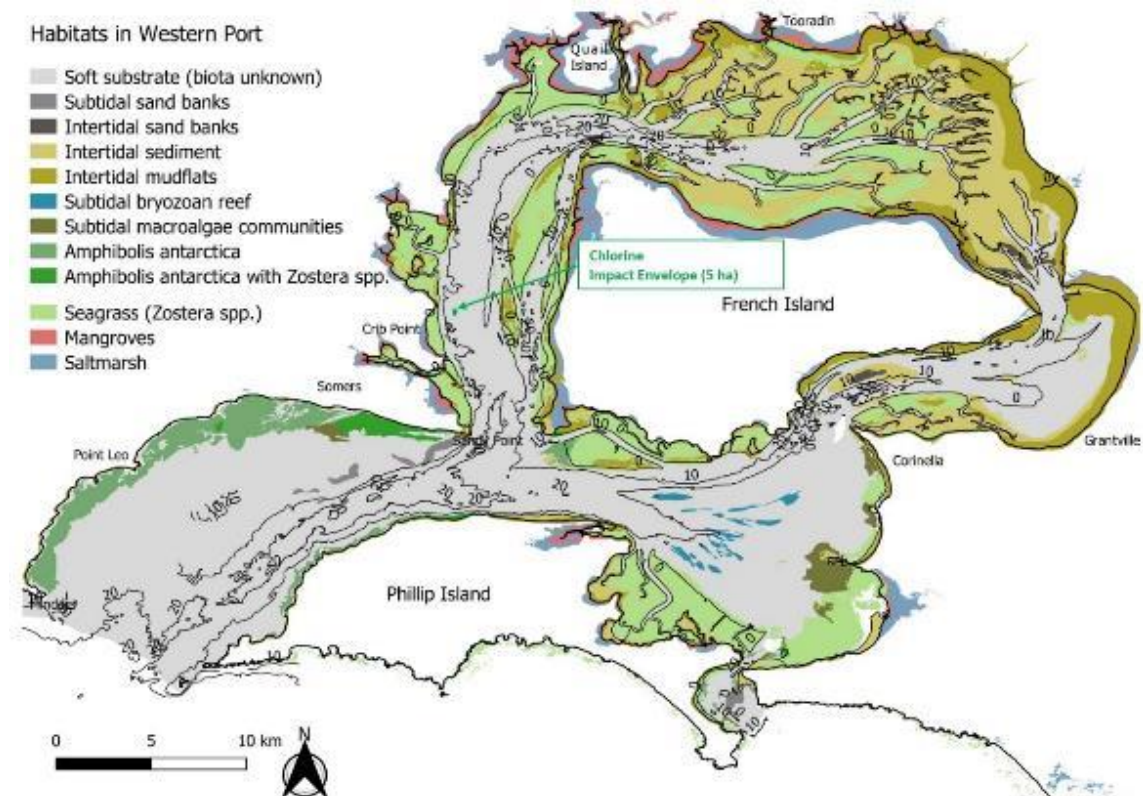 Habitats in Western Port
Soft substrate (biota unknown)
Subtidal sand banks
Intertidal sand banks
Intertidal sediment
Intertidal mudflats
Subtidal bryozoan reef
Subtidal macroalgae communities
Amphibolis antarctica
Amphibolis antarctica with Zostera spp.
Seagrass (Zostera spp.)
Mangroves
Saltmarsh
Tooradin
Quail
Island
Chlorine
Impact Envelope (5 ha)
French Island
Crib Point
Somers
Sandy Point
Point Leo
Grantville
Corinella
Phillip Island
0 5 10 km
N